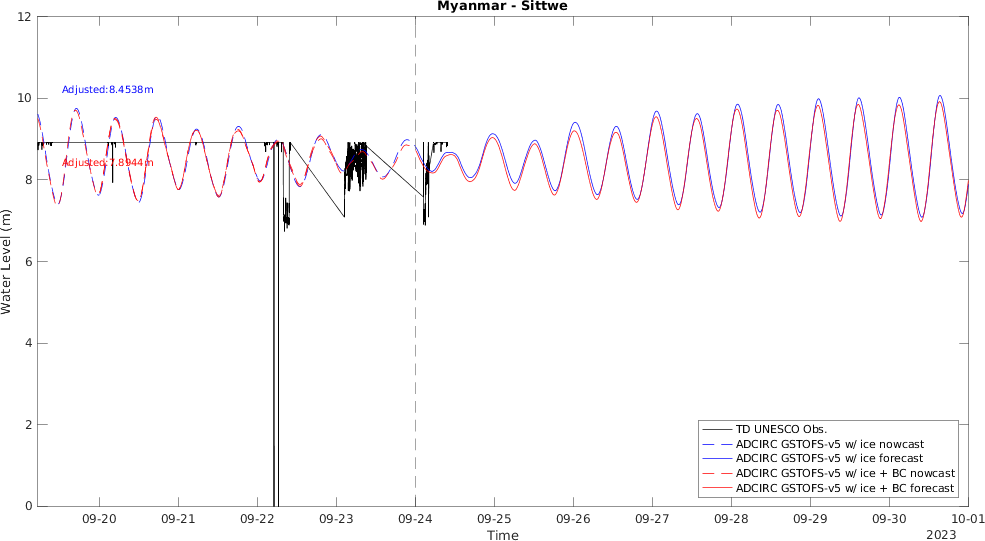 Myanmar - Sittwe
12
10
8
6
4
2
0
Water Level (m)
Adjusted:8.4538m
Adjusted:7.8944m
TD UNESCO Obs.
ADCIRC GSTOFS-v5 w/ ice nowcast
ADCIRC GSTOFS-v5 w/ ice forecast
ADCIRC GSTOFS-v5 w/ ice + BC nowcast
ADCIRC GSTOFS-v5 w/ ice + BC forecast
09-20 09-21 09-22 09-23 09-24 09-25 09-26 09-27 09-28 09-29 09-30 10-01
Time
2023